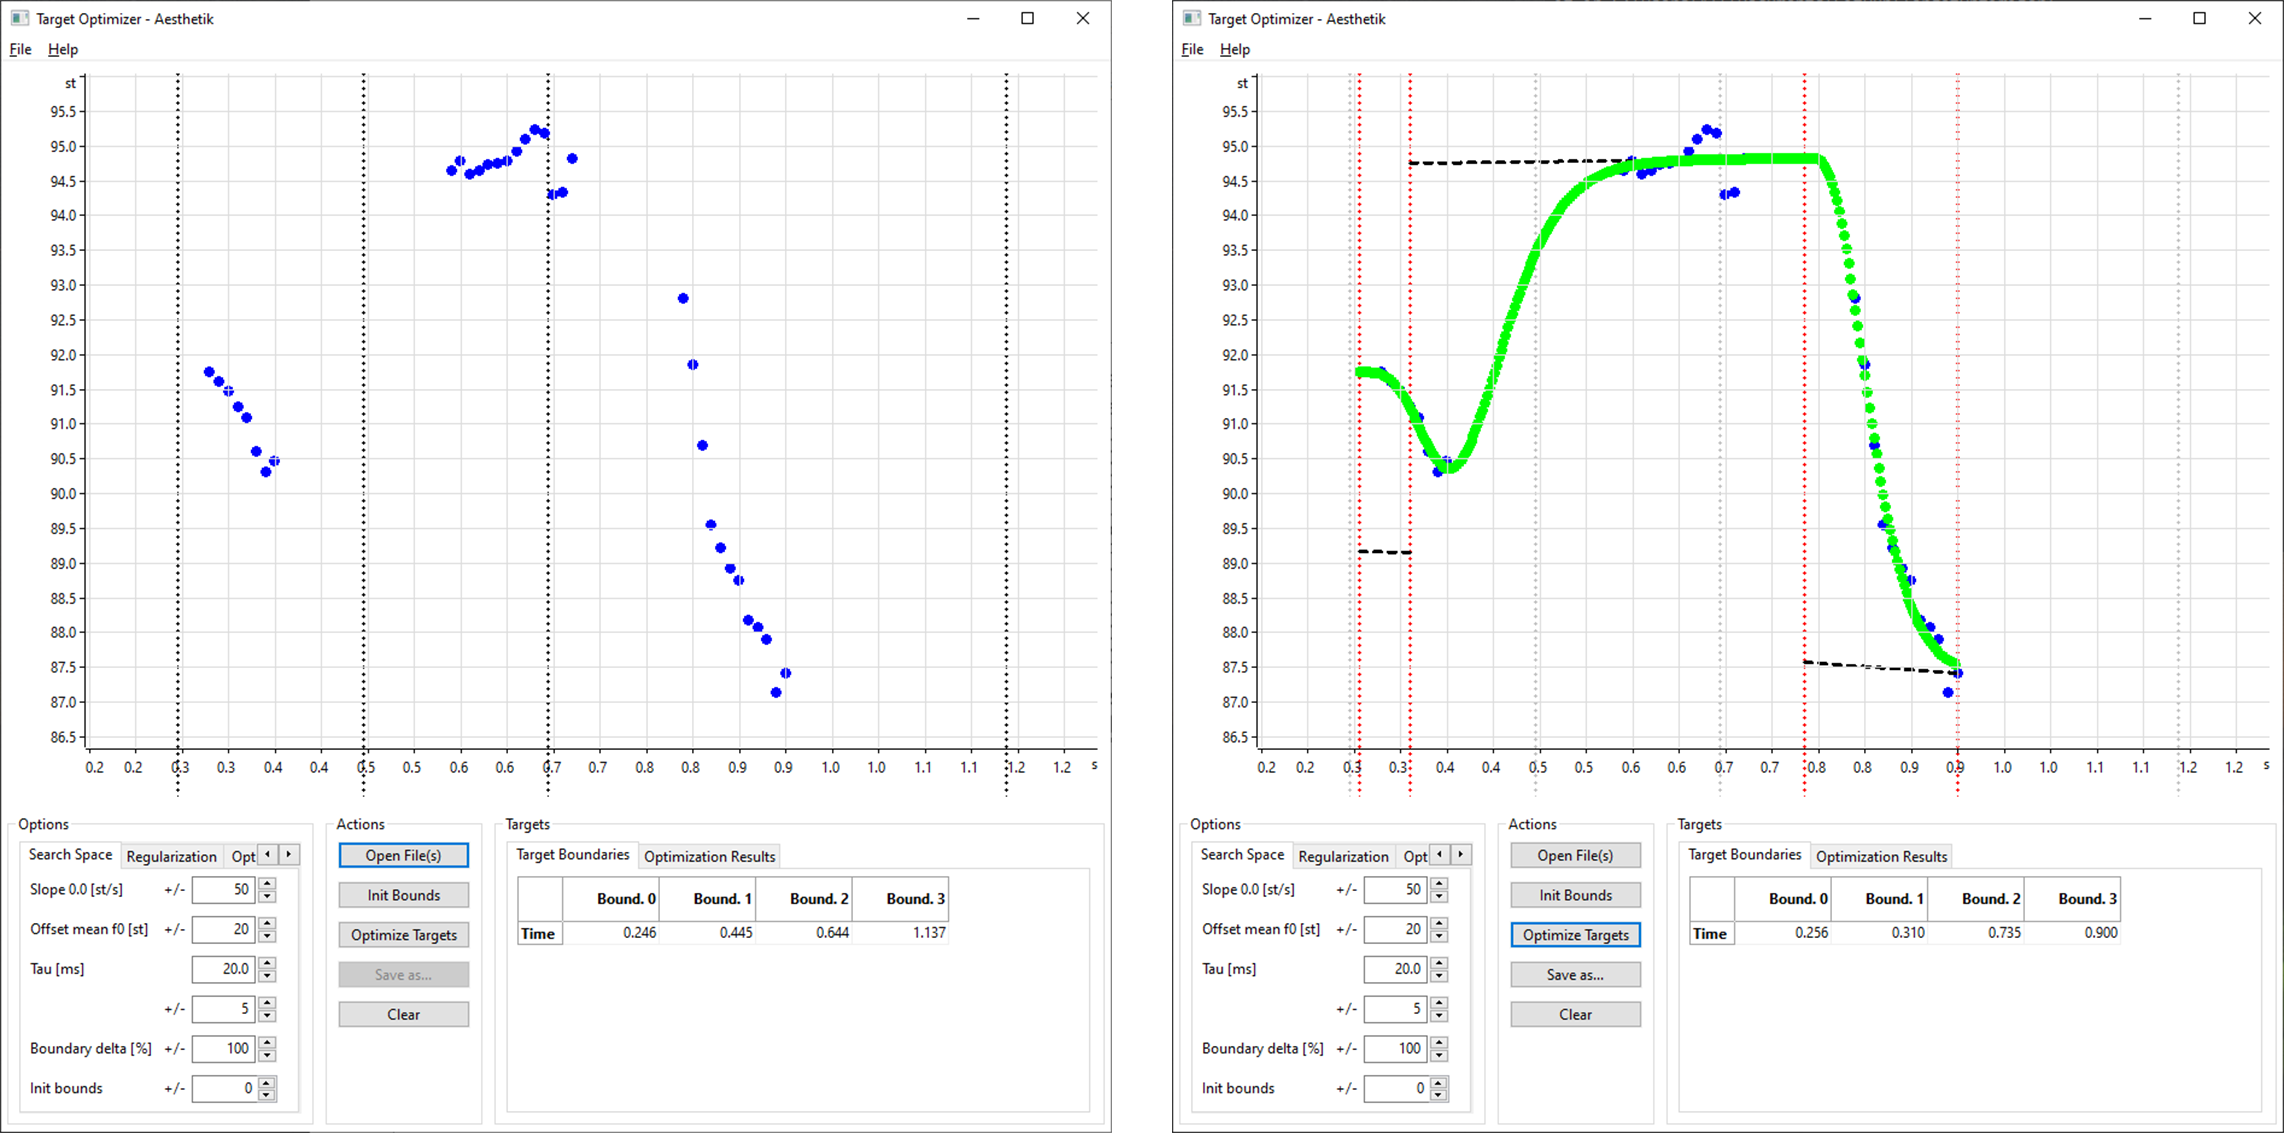 Target Optimizer - Aesthetik
File Help
st
95.5
95.0
94.5
94.0
93.5
93.0
92.5
92.0
91.5
91.0
90.5
90.0
89.5
89.0
88.5
88.0
87.5
87.0
86.5
0.2 0.2 0.3 0.3 0.4 0.4 0.5 0.5 0.6 0.6 0.7 0.7 0.8 0.8 0.9 0.9 1.0 1.0 1.1 1.1 1.2 1.2 s
Options
Search Space Regularization Opt
Slope 0.0 [st/s] +/- 50
Offset mean f0 [st] +/- 20
Tau [ms] 20.0
+/- 5
Boundary delta [%] +/- 100
Init bounds +/- 0
Actions
Open File(s)
Init Bounds
Optimize Targets
Save as...
Clear
Targets
Target Boundaries Optimization Results
Bound. 0 Bound. 1 Bound. 2 Bound. 3
Time 0.246 0.445 0.644 1.137
Target Optimizer - Aesthetik
File Help
st
95.5
95.0
94.5
94.0
93.5
93.0
92.5
92.0
91.5
91.0
90.5
90.0
89.5
89.0
88.5
88.0
87.5
87.0
86.5
0.2 0.2 0.3 0.3 0.4 0.4 0.5 0.5 0.6 0.6 0.7 0.7 0.8 0.8 0.9 0.9 1.0 1.0 1.1 1.1 1.2 1.2 s
Options
Search Space Regularization Opt
Slope 0.0 [st/s] +/- 50
Offset mean f0 [st] +/- 20
Tau [ms] 20.0
+/- 5
Boundary delta [%] +/- 100
Init bounds +/- 0
Actions
Open File(s)
Init Bounds
Optimize Targets
Save as...
Clear
Targets
Target Boundaries Optimization Results
Bound. 0 Bound. 1 Bound. 2 Bound. 3
Time 0.256 0.310 0.735 0.900